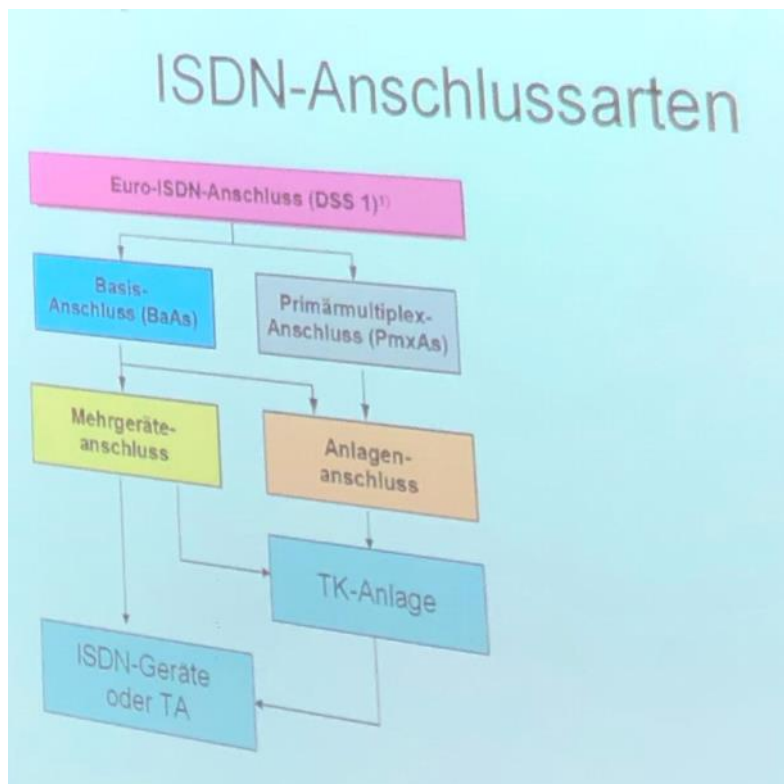 ISDN-Anschlussarten
Euro-ISDN-Anschluss (DSS 1)¹⁾
Basis-
Anschluss (BaAs)
Primärmultiplex-
Anschluss (PmxAs)
Mehrgeräte-
anschluss
Anlagen-
anschluss
TK-Anlage
ISDN-Geräte
oder TA